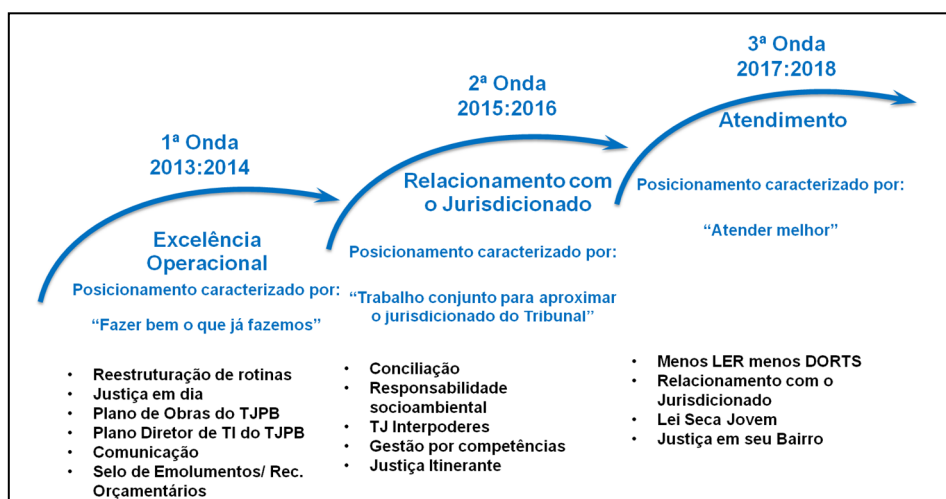 1ª Onda
2013:2014
Excelência
Operacional
Posicionamento caracterizado por:
“Fazer bem o que já fazemos”
• Reestruturação de rotinas
• Justiça em dia
• Plano de Obras do TJPB
• Plano Diretor de TI do TJPB
• Comunicação
• Selo de Emolumentos/ Rec.
Orçamentários
2ª Onda
2015:2016
Relacionamento com
o Jurisdicionado
Posicionamento caracterizado por:
“Trabalho conjunto para aproximar
o jurisdicionado do Tribunal”
• Conciliação
• Responsabilidade
socioambiental
• TJ Interpoderes
• Gestão por competências
• Justiça Itinerante
3ª Onda
2017:2018
Atendimento
Posicionamento caracterizado por:
“Atender melhor”
• Menos LER menos DORTS
• Relacionamento com o
Jurisdicionado
• Lei Seca Jovem
• Justiça em seu Bairro